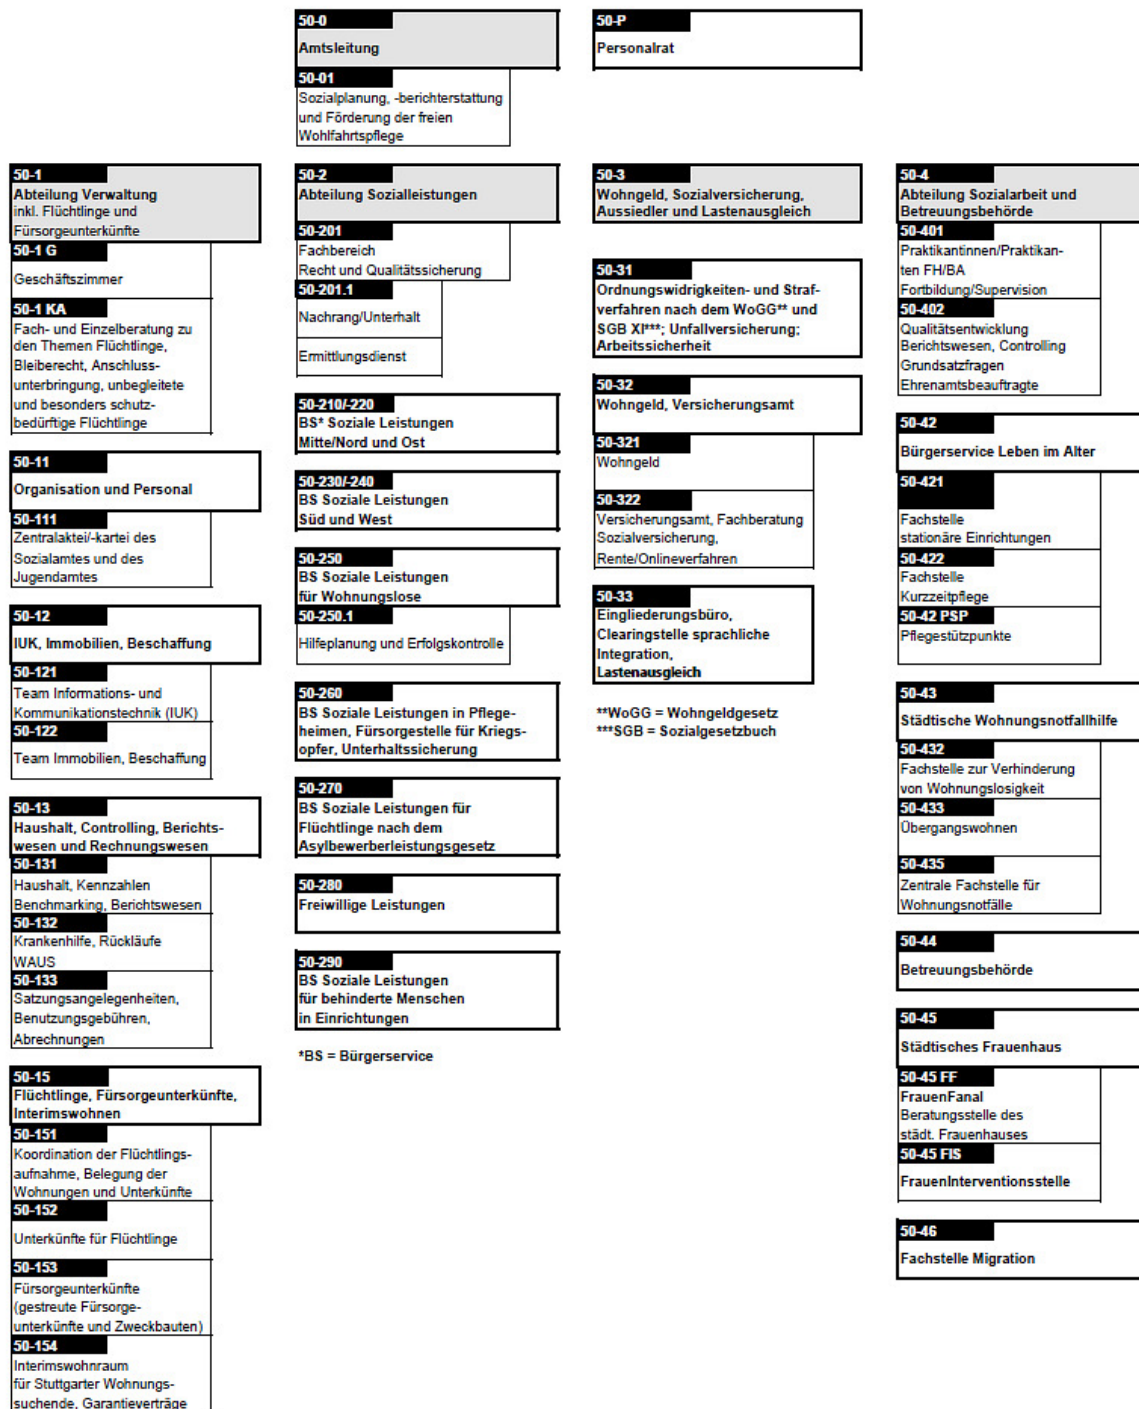 50-0
Amtsleitung
50-01
Sozialplanung, -berichterstattung
und Förderung der freien
Wohlfahrtspflege
50-P
Personalrat
50-1
Abteilung Verwaltung
inkl. Flüchtlinge und
Fürsorgeunterkünfte
50-1 G
Geschäftszimmer
50-1 KA
Fach- und Einzelberatung zu
den Themen Flüchtlinge,
Bleiberecht, Anschluss-
unterbringung, unbegleitete
und besonders schutz-
bedürftige Flüchtlinge
50-11
Organisation und Personal
50-111
Zentralaktei/-kartei des
Sozialamtes und des
Jugendamtes
50-12
IUK, Immobilien, Beschaffung
50-121
Team Informations- und
Kommunikationstechnik (IUK)
50-122
Team Immobilien, Beschaffung
50-13
Haushalt, Controlling, Berichts-
wesen und Rechnungswesen
50-131
Haushalt, Kennzahlen
Benchmarking, Berichtswesen
50-132
Krankenhilfe, Rückläufe
WAUS
50-133
Satzungsangelegenheiten,
Benutzungsgebühren,
Abrechnungen
50-15
Flüchtlinge, Fürsorgeunterkünfte,
Interimswohnen
50-151
Koordination der Flüchtlings-
aufnahme, Belegung der
Wohnungen und Unterkünfte
50-152
Unterkünfte für Flüchtlinge
50-153
Fürsorgeunterkünfte
(gestreute Fürsorge-
unterkünfte und Zweckbauten)
50-154
Interimswohnraum
für Stuttgarter Wohnungs-
suchende, Garantieverträge
50-2
Abteilung Sozialleistungen
50-201
Fachbereich
Recht und Qualitätssicherung
50-201.1
Nachrang/Unterhalt
Ermittlungsdienst
50-210/-220
BS* Soziale Leistungen
Mitte/Nord und Ost
50-230/-240
BS Soziale Leistungen
Süd und West
50-250
BS Soziale Leistungen
für Wohnungslose
50-250.1
Hilfeplanung und Erfolgskontrolle
50-260
BS Soziale Leistungen in Pflege-
heimen, Fürsorgestelle für Kriegs-
opfer, Unterhaltssicherung
50-270
BS Soziale Leistungen für
Flüchtlinge nach dem
Asylbewerberleistungsgesetz
50-280
Freiwillige Leistungen
50-290
BS Soziale Leistungen
für behinderte Menschen
in Einrichtungen
*BS = Bürgerservice
50-3
Wohngeld, Sozialversicherung,
Aussiedler und Lastenausgleich
50-31
Ordnungswidrigkeiten- und Straf-
verfahren nach dem WoGG** und
SGB XI***; Unfallversicherung;
Arbeitssicherheit
50-32
Wohngeld, Versicherungsamt
50-321
Wohngeld
50-322
Versicherungsamt, Fachberatung
Sozialversicherung,
Rente/Onlineverfahren
50-33
Eingliederungsbüro,
Clearingstelle sprachliche
Integration,
Lastenausgleich
**WoGG = Wohngeldgesetz
***SGB = Sozialgesetzbuch
50-4
Abteilung Sozialarbeit und
Betreuungsbehörde
50-401
Praktikantinnen/Praktikan-
ten FH/BA
Fortbildung/Supervision
50-402
Qualitätsentwicklung
Berichtswesen, Controlling
Grundsatzfragen
Ehrenamtsbeauftragte
50-42
Bürgerservice Leben im Alter
50-421
Fachstelle
stationäre Einrichtungen
50-422
Fachstelle
Kurzzeitpflege
50-42 PSP
Pflegestützpunkte
50-43
Städtische Wohnungsnotfallhilfe
50-432
Fachstelle zur Verhinderung
von Wohnungslosigkeit
50-433
Übergangswohnen
50-435
Zentrale Fachstelle für
Wohnungsnotfälle
50-44
Betreuungsbehörde
50-45
Städtisches Frauenhaus
50-45 FF
FrauenFanal
Beratungsstelle des
städt. Frauenhauses
50-45 FIS
FrauenInterventionsstelle
50-46
Fachstelle Migration